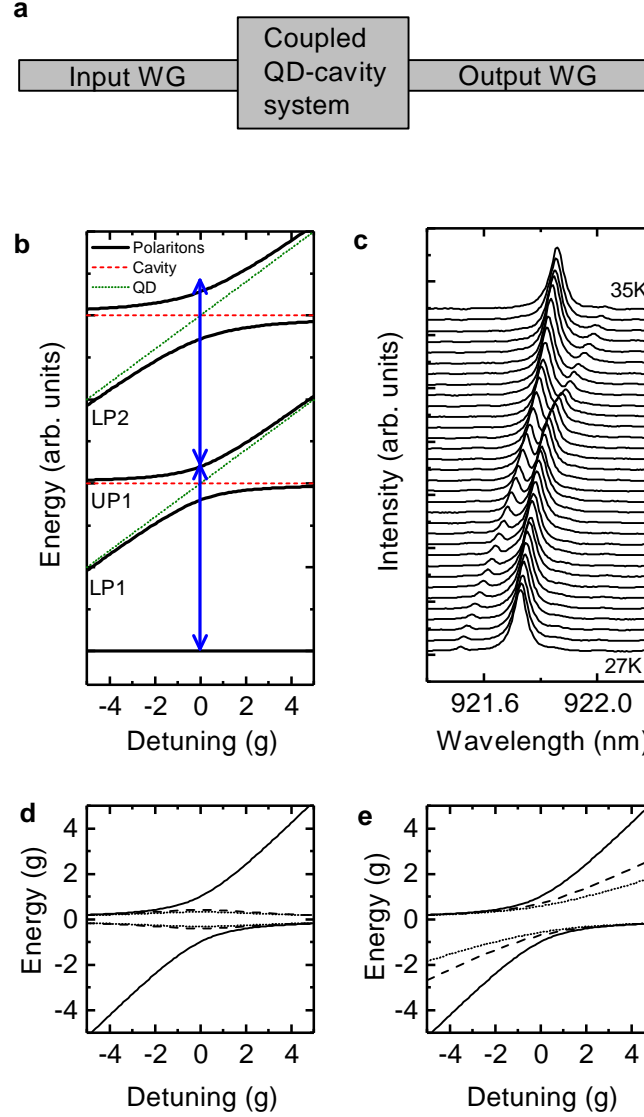 a
Input WG
Coupled
QD-cavity
system
Output WG
b
Polaritons
Cavity
QD
LP2
UP1
LP1
Energy (arb. units)
-4 -2 0 2 4
Detuning (g)
c
35K
27K
Intensity (arb. units)
921.6 922.0
Wavelength (nm)
d
4
2
0
-2
-4
Energy (g)
-4 -2 0 2 4
Detuning (g)
e
4
2
0
-2
-4
Energy (g)
-4 -2 0 2 4
Detuning (g)